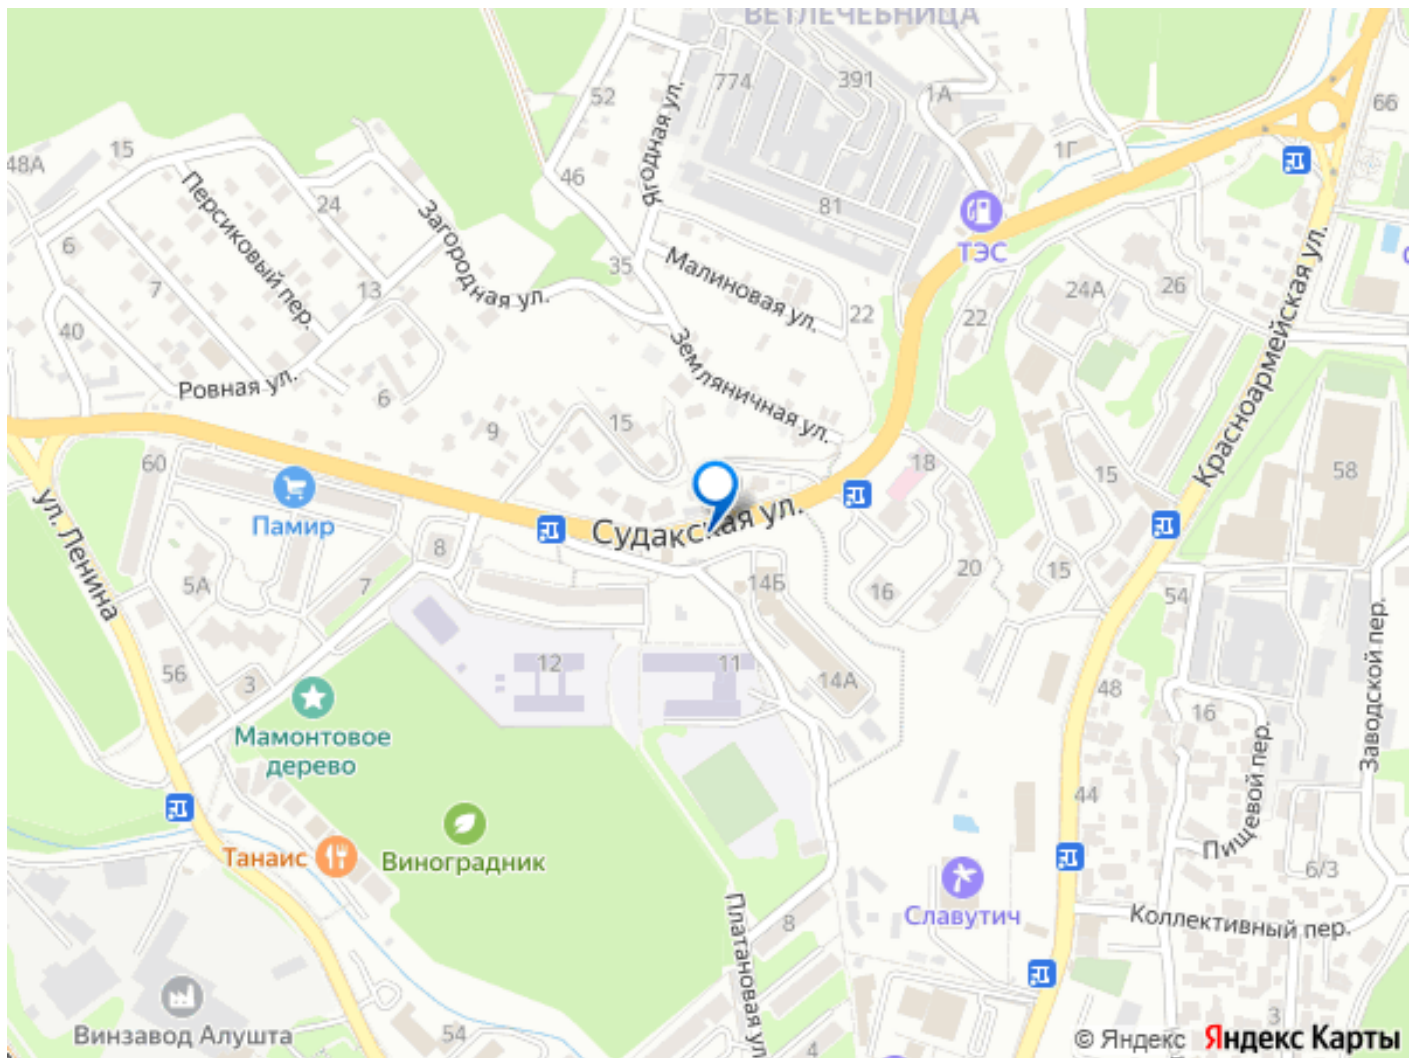 ВЕТЛЕЧЕБНИЦА
774
391
52
1А
66
Ягодная ул.
48А
15
1Г
46
Персиковый пер.
24
81
Загородная ул.
ТЭС
6
35
Малиновая ул.
Красноармейская ул.
7
13
26
24А
22
22
40
Земляничная ул.
Ровная ул.
6
9
15
60
18
15
58
Памир
Судакская ул.
ул. Ленина
8
5А
7
14Б
16
20
15
54
Заводской пер.
12
11
56
3
14А
48
16
Мамонтовое
дерево
Пищевой пер.
44
Танаис
Виноградник
6/3
Славутич
Платановая ул.
8
Коллективный пер.
Винзавод Алушта
54
4
3
© Яндекс Яндекс Карты